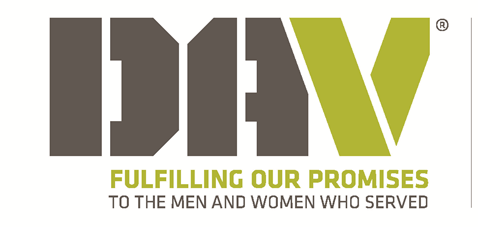 DAV®
FULFILLING OUR PROMISES
TO THE MEN AND WOMEN WHO SERVED